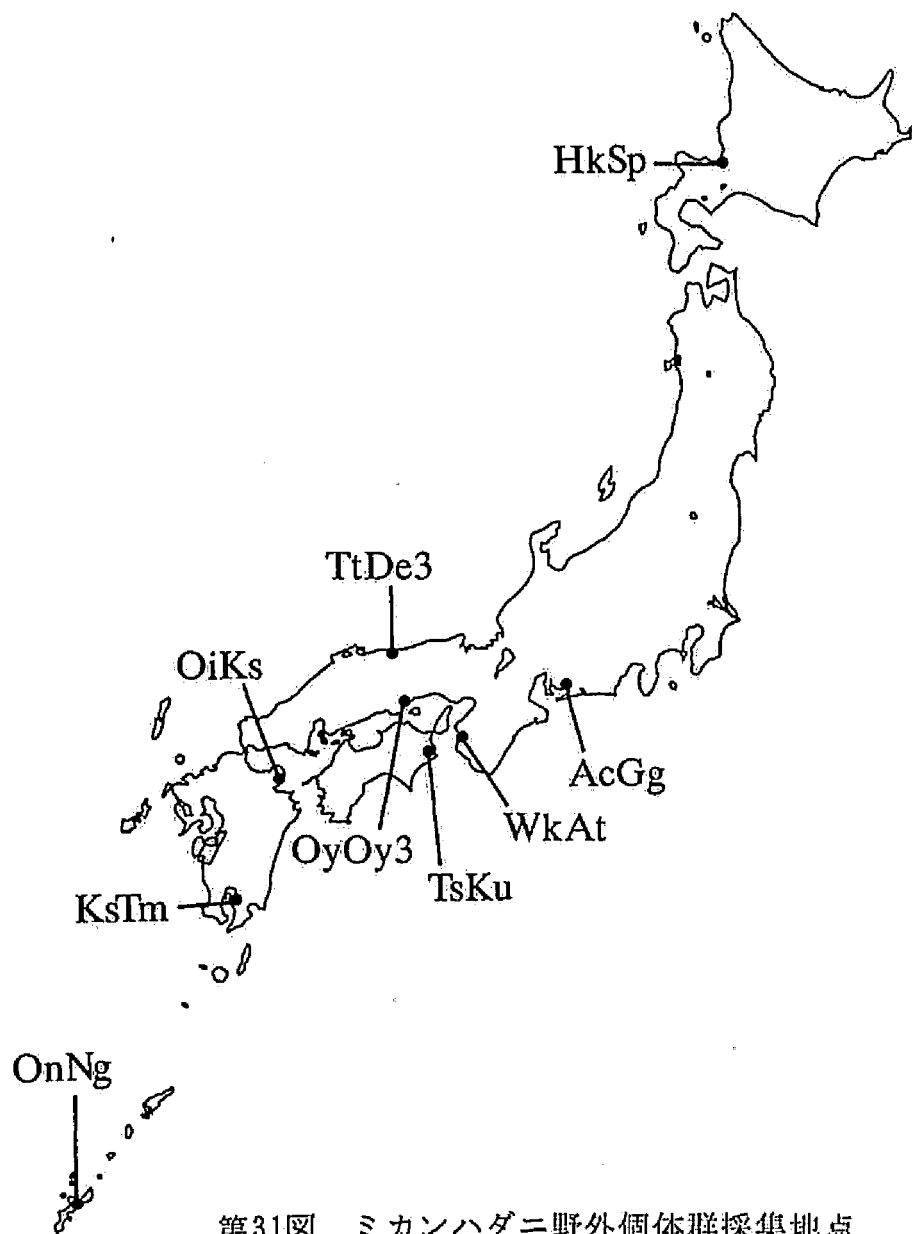 HkSp
TtDe3
OiKs
AcGg
WkAt
OyOy3
TsKu
KsTm
OnNg
第31図 ミカンハダニ野外個体群採集地点